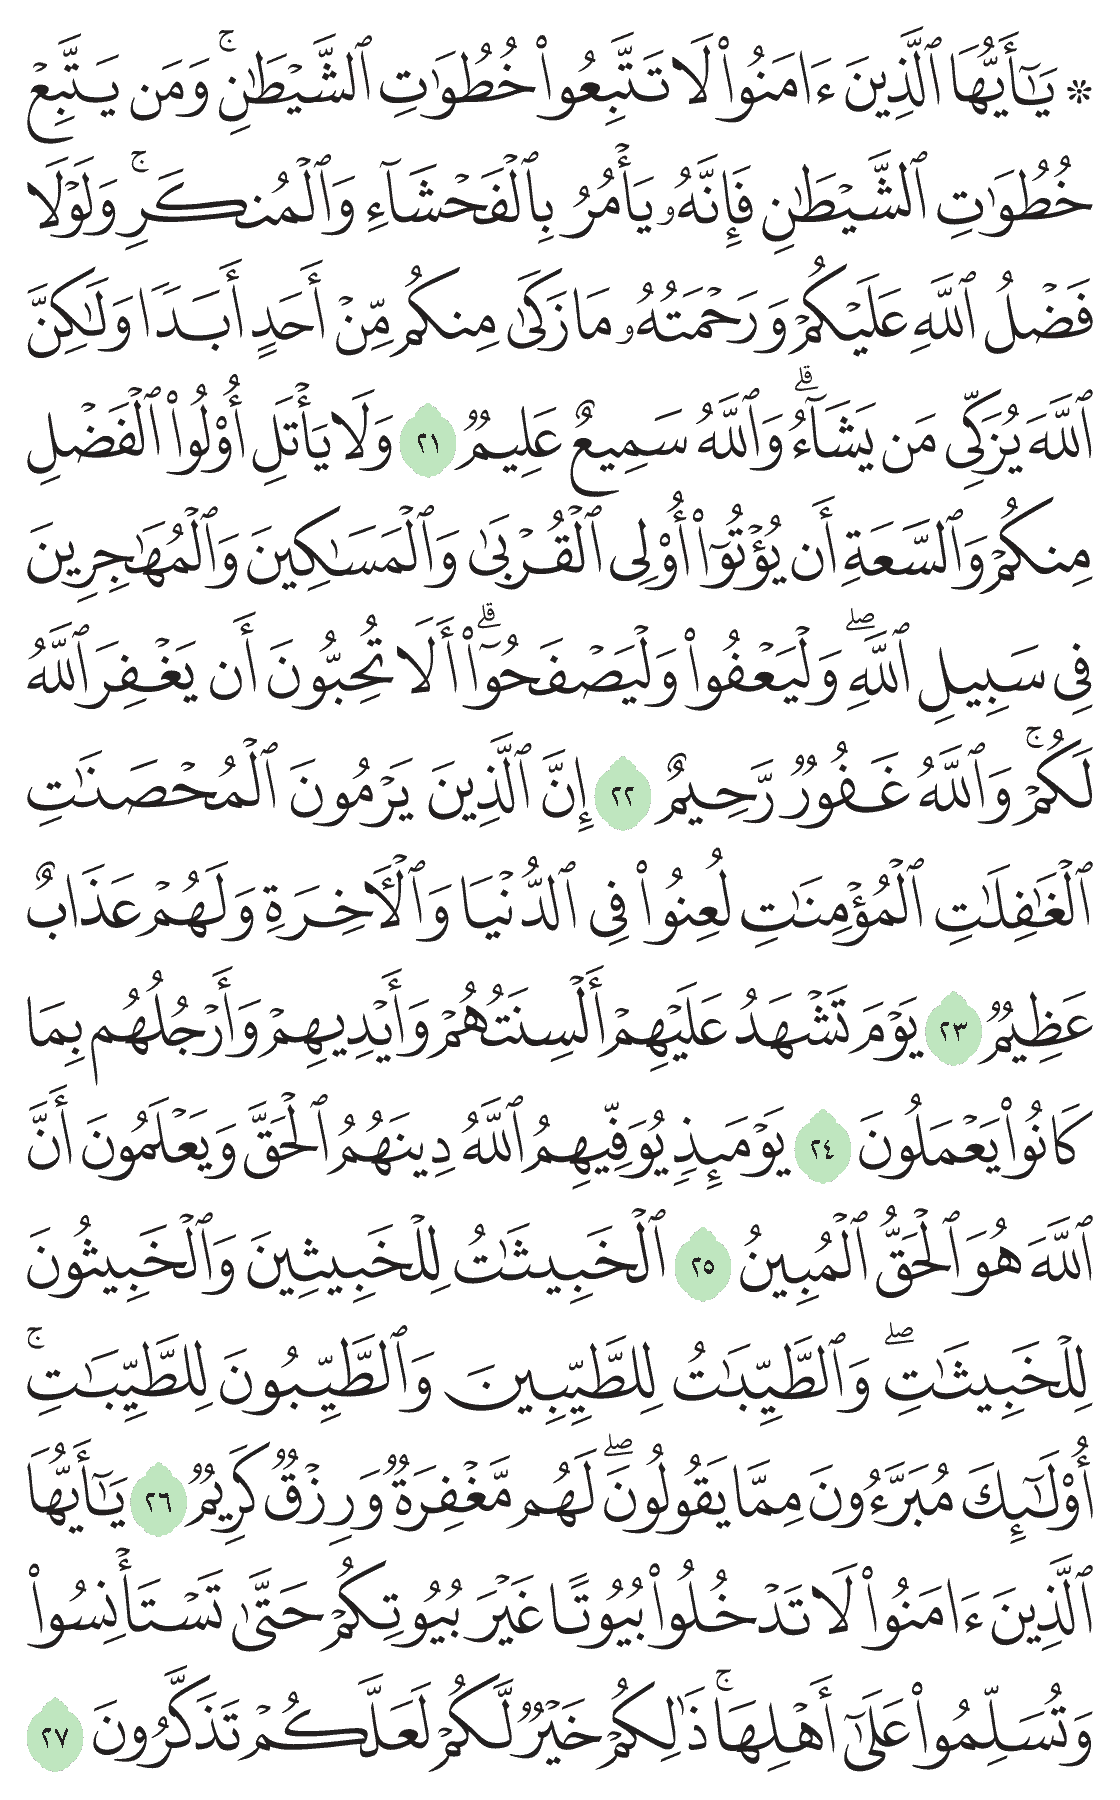 ۞ يَٰٓأَيُّهَا ٱلَّذِينَ ءَامَنُوا۟ لَا تَتَّبِعُوا۟ خُطُوَٰتِ ٱلشَّيْطَٰنِ ۚ وَمَن يَتَّبِعْ
خُطُوَٰتِ ٱلشَّيْطَٰنِ فَإِنَّهُۥ يَأْمُرُ بِٱلْفَحْشَآءِ وَٱلْمُنكَرِ ۚ وَلَوْلَا
فَضْلُ ٱللَّهِ عَلَيْكُمْ وَرَحْمَتُهُۥ مَا زَكَىٰ مِنكُم مِّنْ أَحَدٍ أَبَدًا وَلَٰكِنَّ
ٱللَّهَ يُزَكِّى مَن يَشَآءُ ۗ وَٱللَّهُ سَمِيعٌ عَلِيمٌ ٢١ وَلَا يَأْتَلِ أُو۟لُوا۟ ٱلْفَضْلِ
مِنكُمْ وَٱلسَّعَةِ أَن يُؤْتُوٓا۟ أُو۟لِى ٱلْقُرْبَىٰ وَٱلْمَسَٰكِينَ وَٱلْمُهَٰجِرِينَ
فِى سَبِيلِ ٱللَّهِ ۖ وَلْيَعْفُوا۟ وَلْيَصْفَحُوٓا۟ ۗ أَلَا تُحِبُّونَ أَن يَغْفِرَ ٱللَّهُ
لَكُمْ ۚ وَٱللَّهُ غَفُورٌ رَّحِيمٌ ٢٢ إِنَّ ٱلَّذِينَ يَرْمُونَ ٱلْمُحْصَنَٰتِ
ٱلْغَٰفِلَٰتِ ٱلْمُؤْمِنَٰتِ لُعِنُوا۟ فِى ٱلدُّنْيَا وَٱلْءَاخِرَةِ وَلَهُمْ عَذَابٌ
عَظِيمٌ ٢٣ يَوْمَ تَشْهَدُ عَلَيْهِمْ أَلْسِنَتُهُمْ وَأَيْدِيهِمْ وَأَرْجُلُهُم بِمَا
كَانُوا۟ يَعْمَلُونَ ٢٤ يَوْمَئِذٍ يُوَفِّيهِمُ ٱللَّهُ دِينَهُمُ ٱلْحَقَّ وَيَعْلَمُونَ أَنَّ
ٱللَّهَ هُوَ ٱلْحَقُّ ٱلْمُبِينُ ٢٥ ٱلْخَبِيثَٰتُ لِلْخَبِيثِينَ وَٱلْخَبِيثُونَ
لِلْخَبِيثَٰتِ ۖ وَٱلطَّيِّبَٰتُ لِلطَّيِّبِينَ وَٱلطَّيِّبُونَ لِلطَّيِّبَٰتِ ۚ
أُو۟لَٰٓئِكَ مُبَرَّءُونَ مِمَّا يَقُولُونَ ۖ لَهُم مَّغْفِرَةٌ وَرِزْقٌ كَرِيمٌ ٢٦ يَٰٓأَيُّهَا
ٱلَّذِينَ ءَامَنُوا۟ لَا تَدْخُلُوا۟ بُيُوتًا غَيْرَ بُيُوتِكُمْ حَتَّىٰ تَسْتَأْنِسُوا۟
وَتُسَلِّمُوا۟ عَلَىٰٓ أَهْلِهَا ۚ ذَٰلِكُمْ خَيْرٌ لَّكُمْ لَعَلَّكُمْ تَذَكَّرُونَ ٢٧